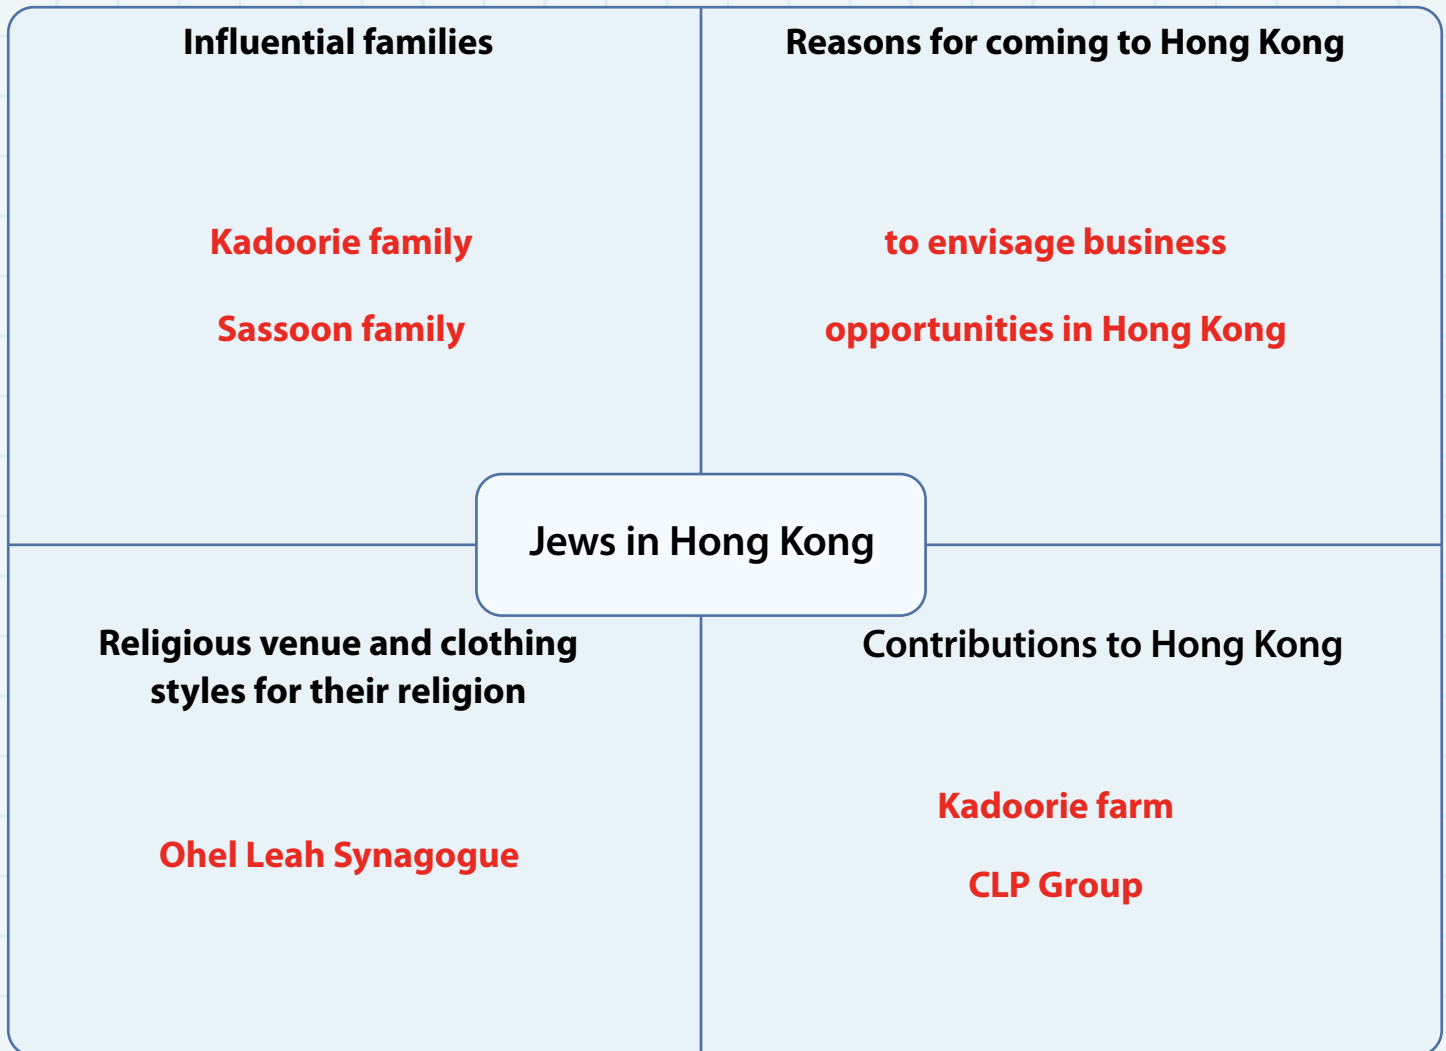 Influential families
Kadoorie family
Sassoon family
Reasons for coming to Hong Kong
to envisage business
opportunities in Hong Kong
Jews in Hong Kong
Religious venue and clothing
styles for their religion
Ohel Leah Synagogue
Contributions to Hong Kong
Kadoorie farm
CLP Group